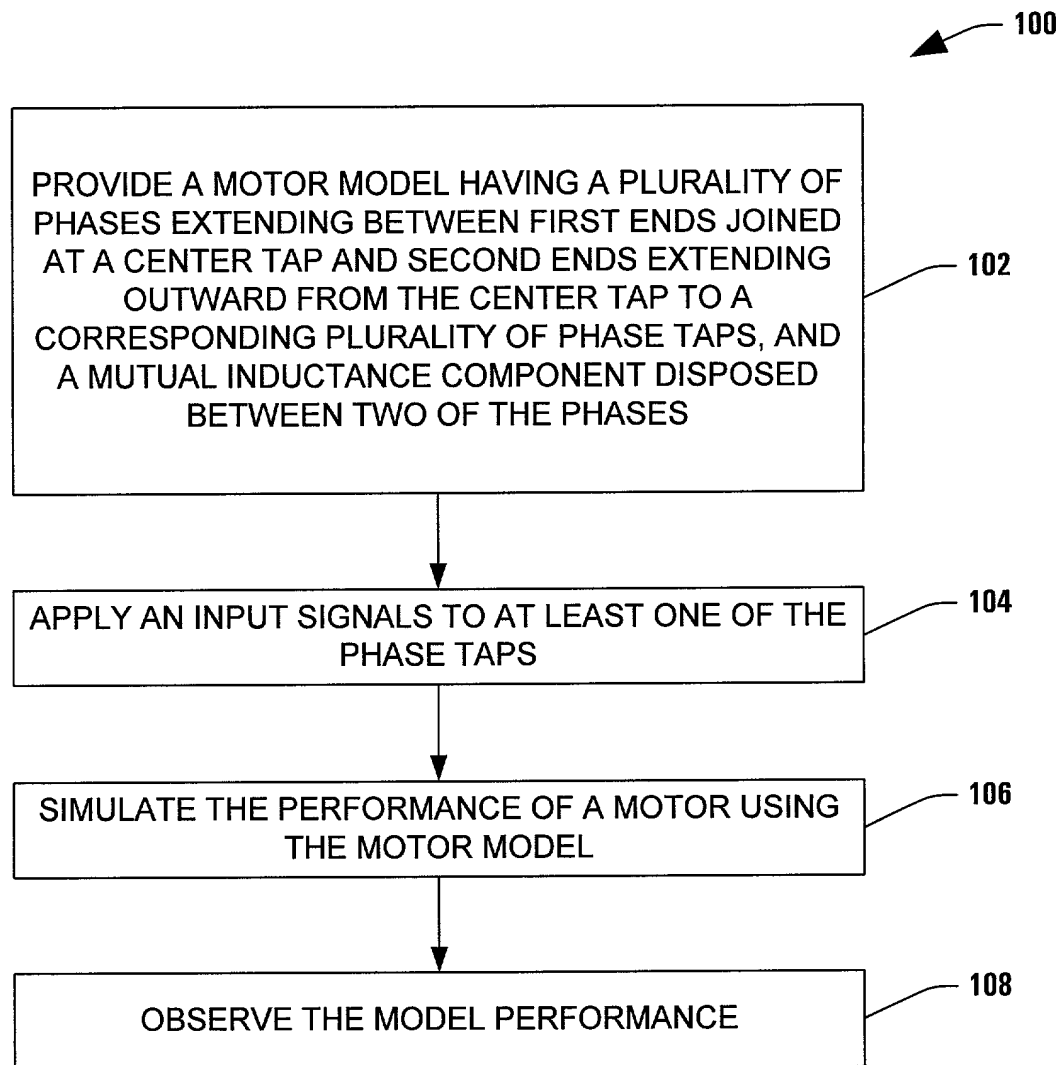 100
PROVIDE A MOTOR MODEL HAVING A PLURALITY OF
PHASES EXTENDING BETWEEN FIRST ENDS JOINED
AT A CENTER TAP AND SECOND ENDS EXTENDING
OUTWARD FROM THE CENTER TAP TO A
CORRESPONDING PLURALITY OF PHASE TAPS, AND
A MUTUAL INDUCTANCE COMPONENT DISPOSED
BETWEEN TWO OF THE PHASES
102
APPLY AN INPUT SIGNALS TO AT LEAST ONE OF THE
PHASE TAPS
104
SIMULATE THE PERFORMANCE OF A MOTOR USING
THE MOTOR MODEL
106
OBSERVE THE MODEL PERFORMANCE
108